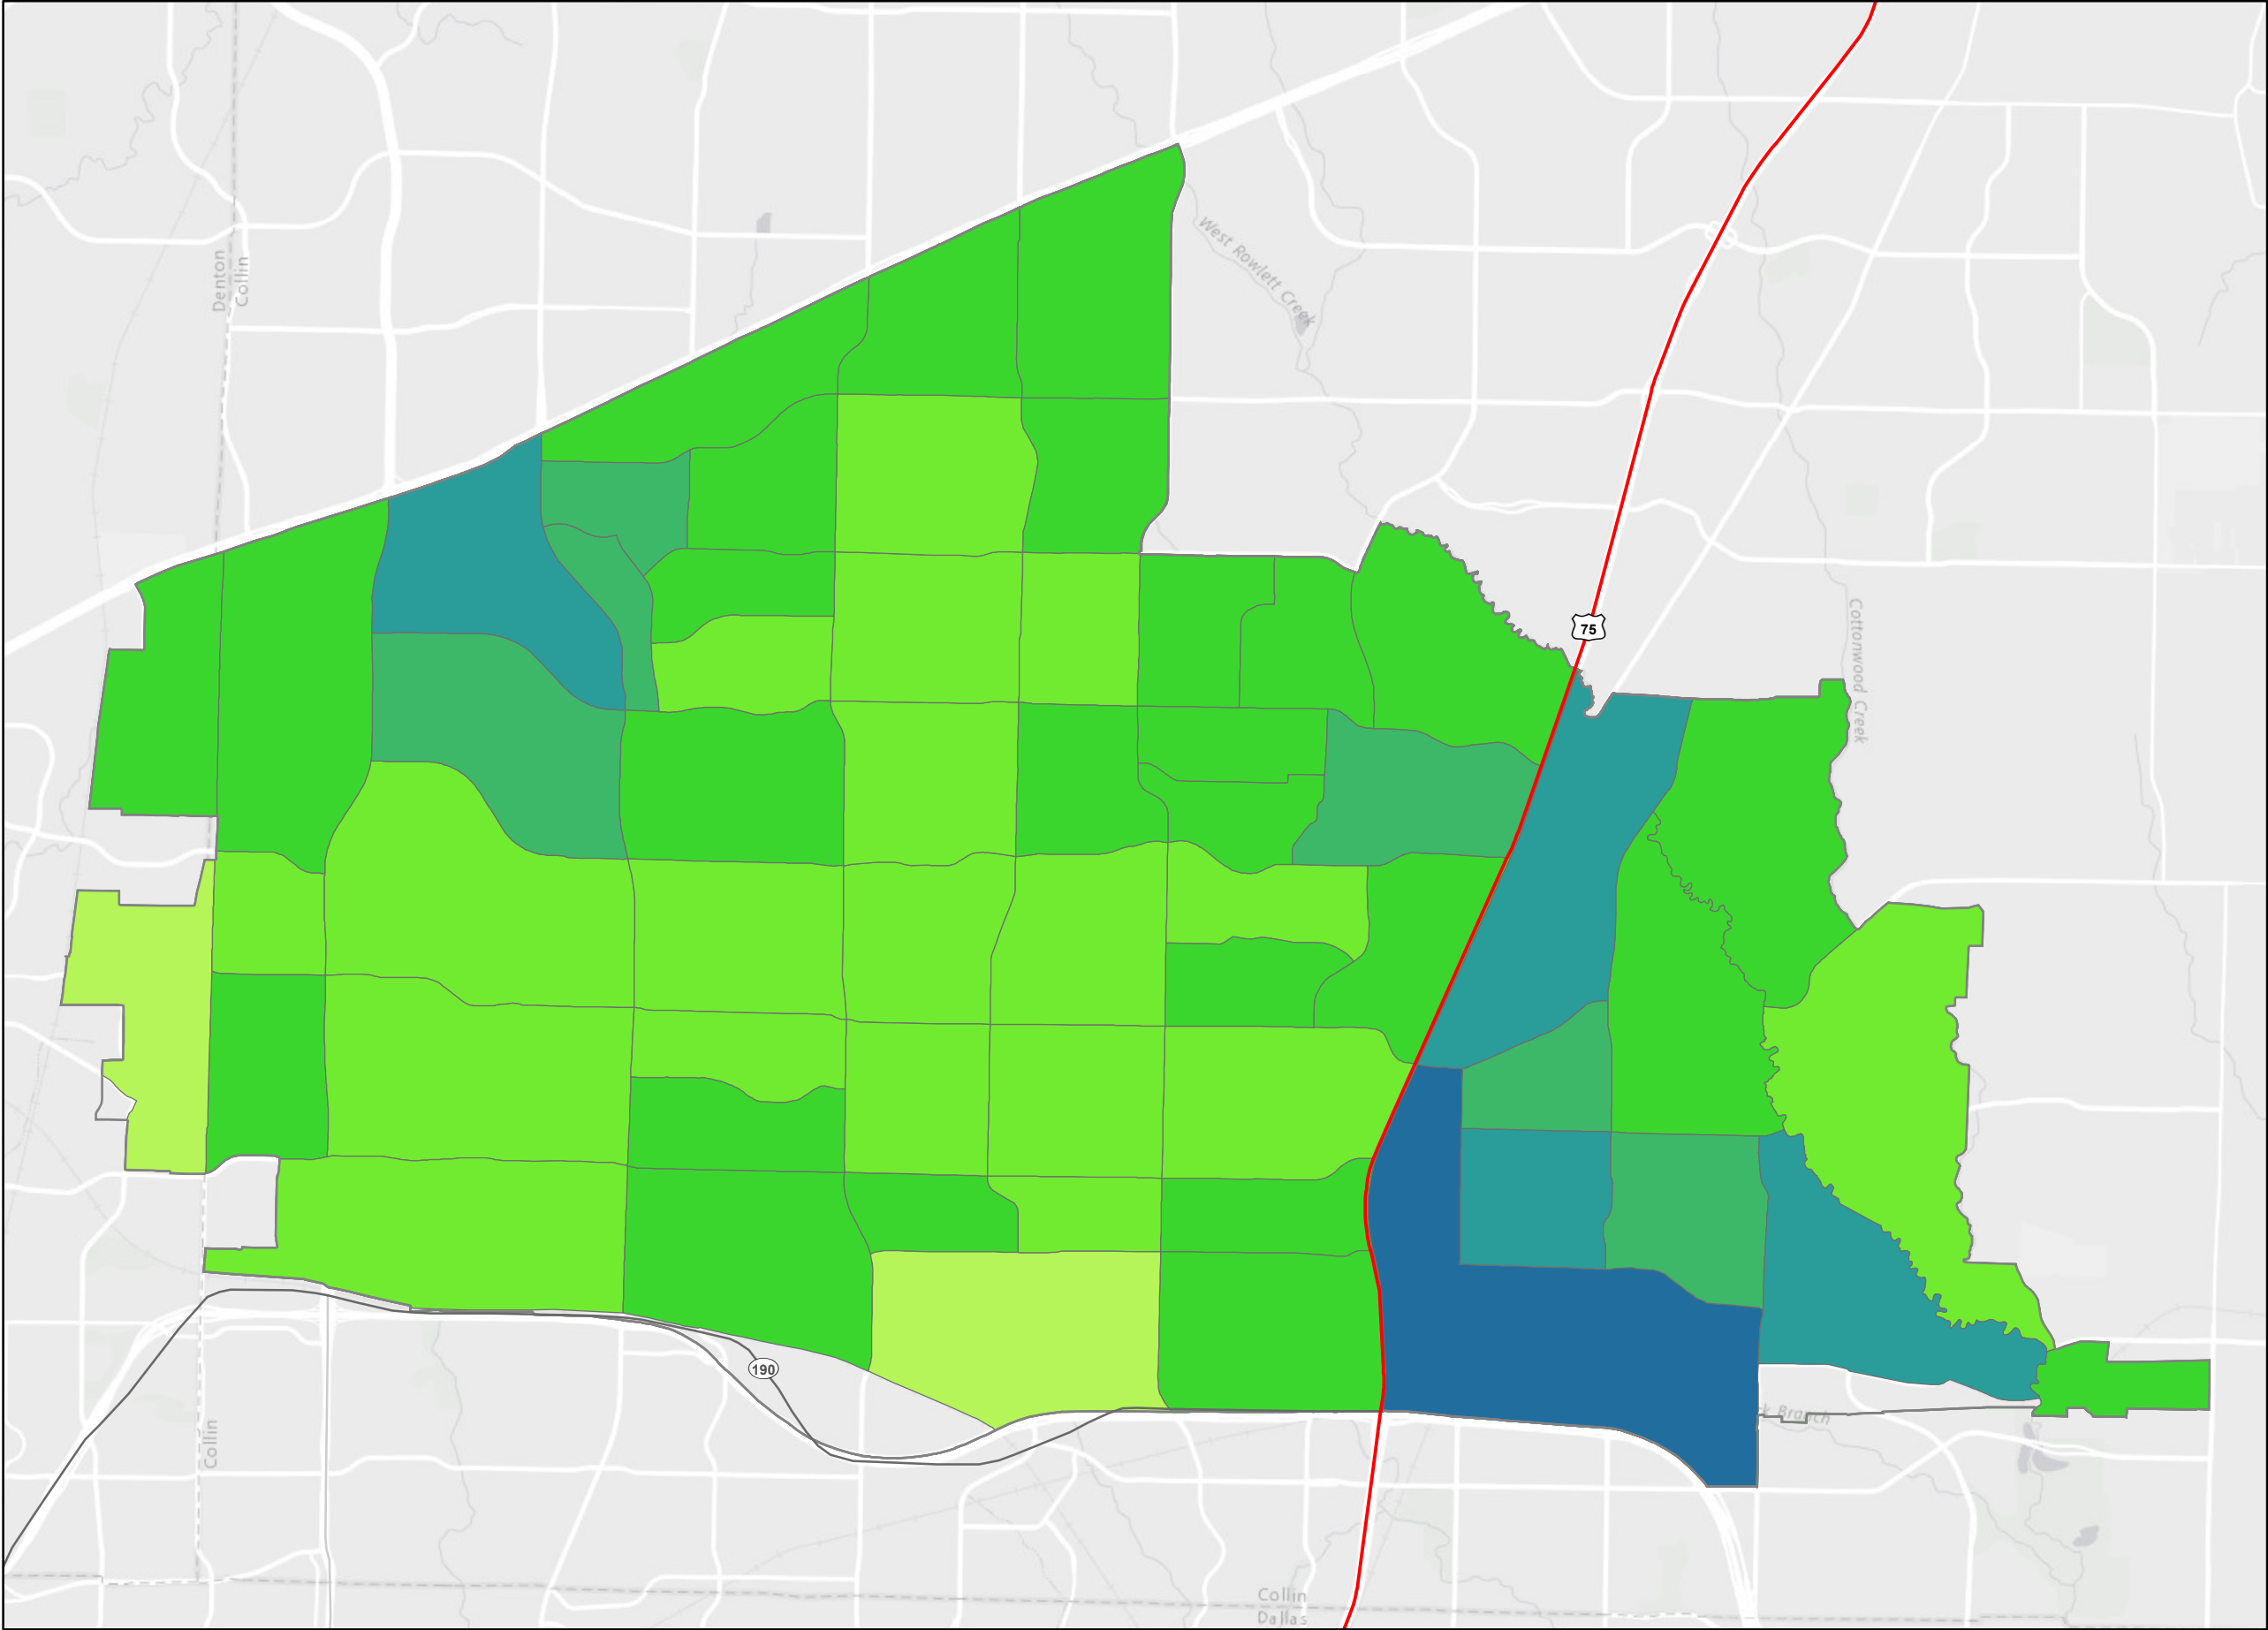 Denton
Collin
West Rowlett Creek
75
Cottonwood Creek
190
Collin
Branch
Collin
Dallas